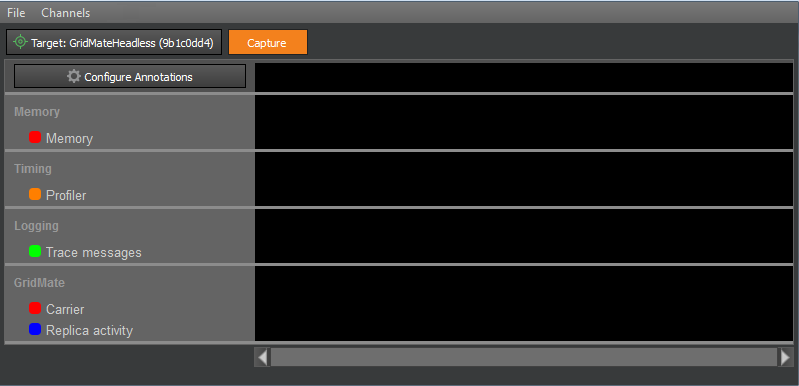 File Channels
Target: GridMateHeadless (9b1c0dd4) Capture
Configure Annotations
Memory
Memory
Timing
Profiler
Logging
Trace messages
GridMate
Carrier
Replica activity